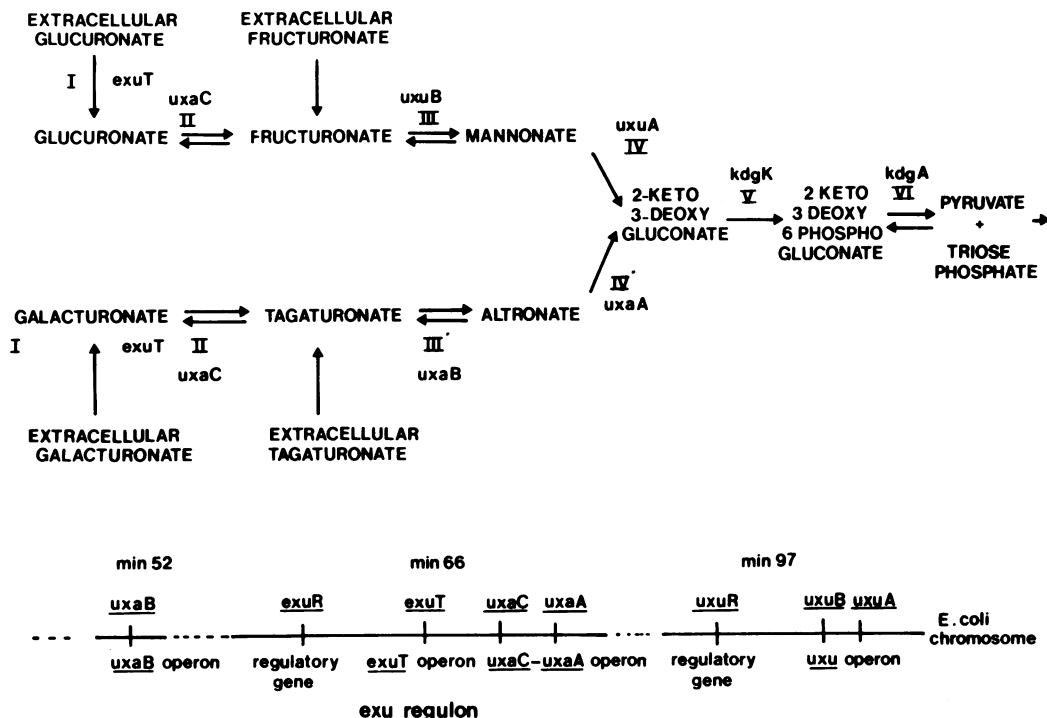 EXTRACELLULAR
GLUCURONATE
EXTRACELLULAR
FRUCTURONATE
I
exuT
uxaC
II
uxuB
III
GLUCURONATE
FRUCTURONATE
MANNONATE
uxuA
IV
2-KETO
3-DEOXY
GLUCONATE
kdgK
V
2 KETO
3 DEOXY
6 PHOSPHO
GLUCONATE
kdgA
VI
PYRUVATE
+
TRIOSE
PHOSPHATE
IV'
uxaA
GALACTURONATE
TAGATURONATE
ALTRONATE
I
exuT
II
uxaC
III'
uxaB
EXTRACELLULAR
GALACTURONATE
EXTRACELLULAR
TAGATURONATE
min 52
min 66
min 97
uxaB
exuR
exuT
uxaC
uxaA
uxuR
uxuB
uxuA
E.coli
chromosome
uxaB operon
regulatory
gene
exuT operon
uxaC-uxaA operon
regulatory
gene
uxu operon
exu regulon